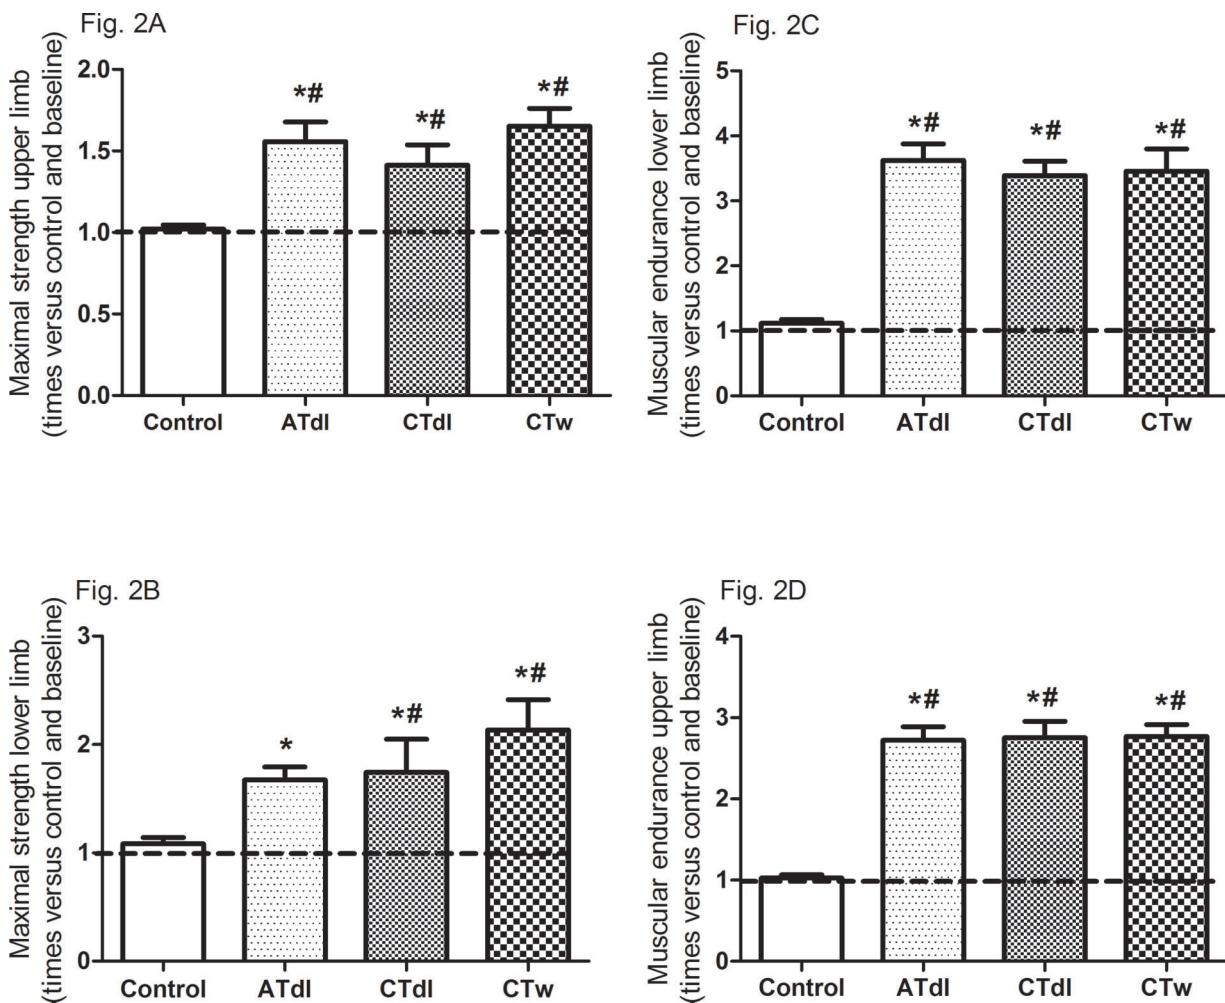 Fig. 2A
Maximal strength upper limb
(times versus control and baseline)
2.0
1.5
1.0
0.5
0.0
*#
*#
*#
Control ATdl CTdl CTw
Fig. 2C
Muscular endurance lower limb
(times versus control and baseline)
5
4
3
2
1
0
*#
*#
*#
Control ATdl CTdl CTw
Fig. 2B
Maximal strength lower limb
(times versus control and baseline)
3
2
1
0
*
*#
*#
Control ATdl CTdl CTw
Fig. 2D
Muscular endurance upper limb
(times versus control and baseline)
4
3
2
1
0
*#
*#
*#
Control ATdl CTdl CTw